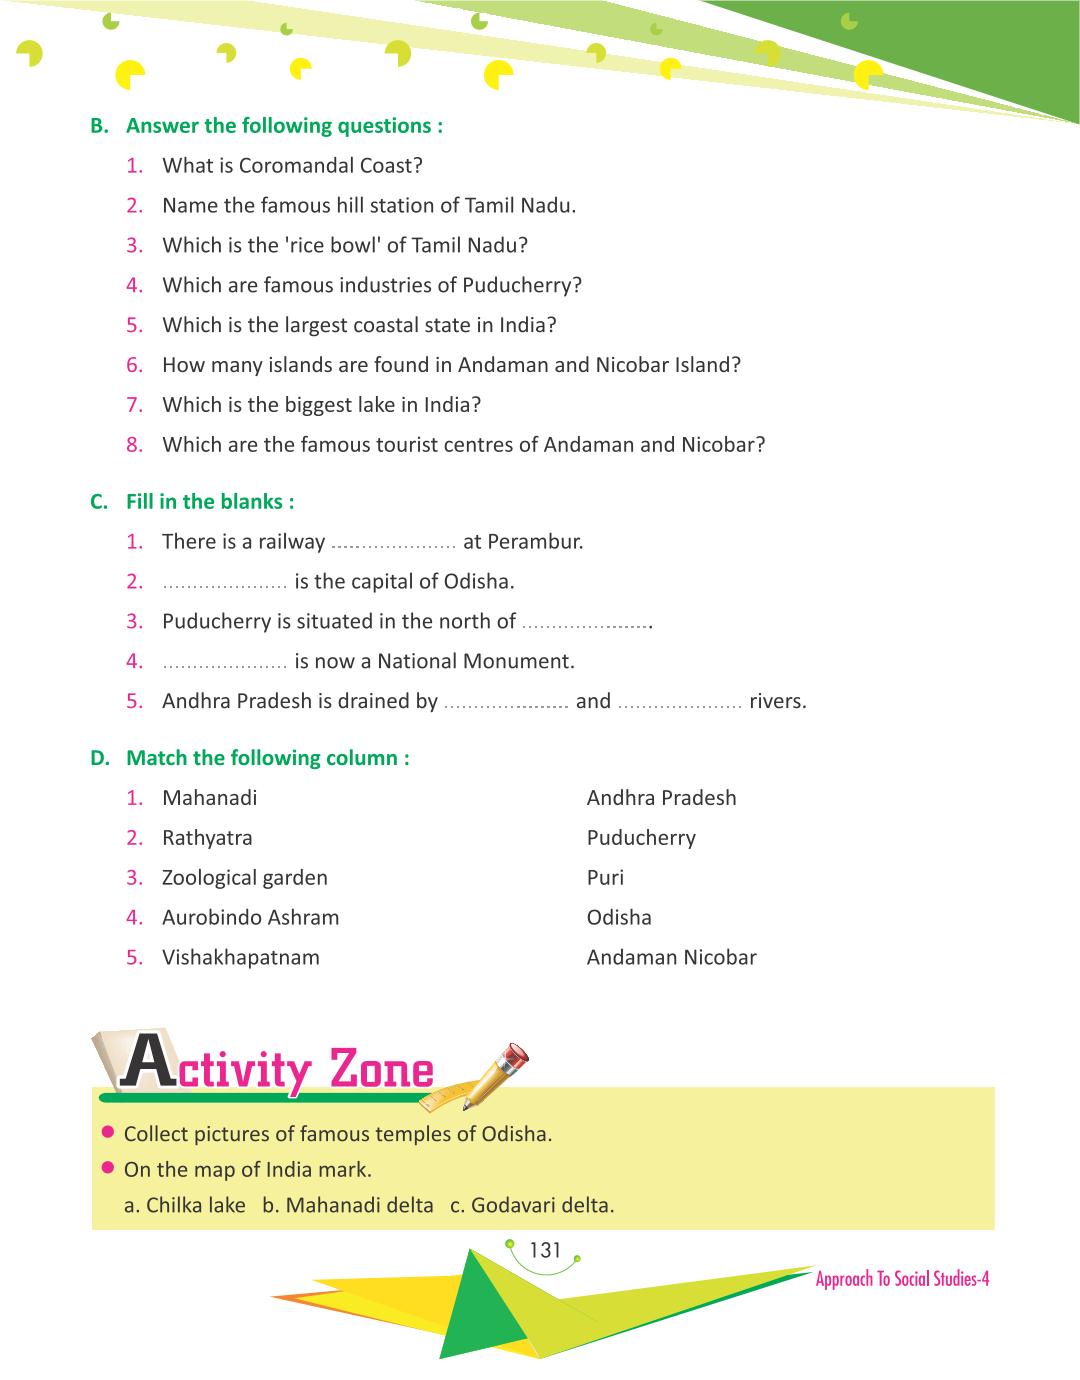 B. Answer the following questions :
1. What is Coromandal Coast?
2. Name the famous hill station of Tamil Nadu.
3. Which is the 'rice bowl' of Tamil Nadu?
4. Which are famous industries of Puducherry?
5. Which is the largest coastal state in India?
6. How many islands are found in Andaman and Nicobar Island?
7. Which is the biggest lake in India?
8. Which are the famous tourist centres of Andaman and Nicobar?
C. Fill in the blanks :
1. There is a railway ..................... at Perambur.
2. ..................... is the capital of Odisha.
3. Puducherry is situated in the north of ......................
4. ..................... is now a National Monument.
5. Andhra Pradesh is drained by ..................... and ..................... rivers.
D. Match the following column :
1. Mahanadi Andhra Pradesh
2. Rathyatra Puducherry
3. Zoological garden Puri
4. Aurobindo Ashram Odisha
5. Vishakhapatnam Andaman Nicobar
Activity Zone
● Collect pictures of famous temples of Odisha.
● On the map of India mark.
a. Chilka lake b. Mahanadi delta c. Godavari delta.
131
Approach To Social Studies-4